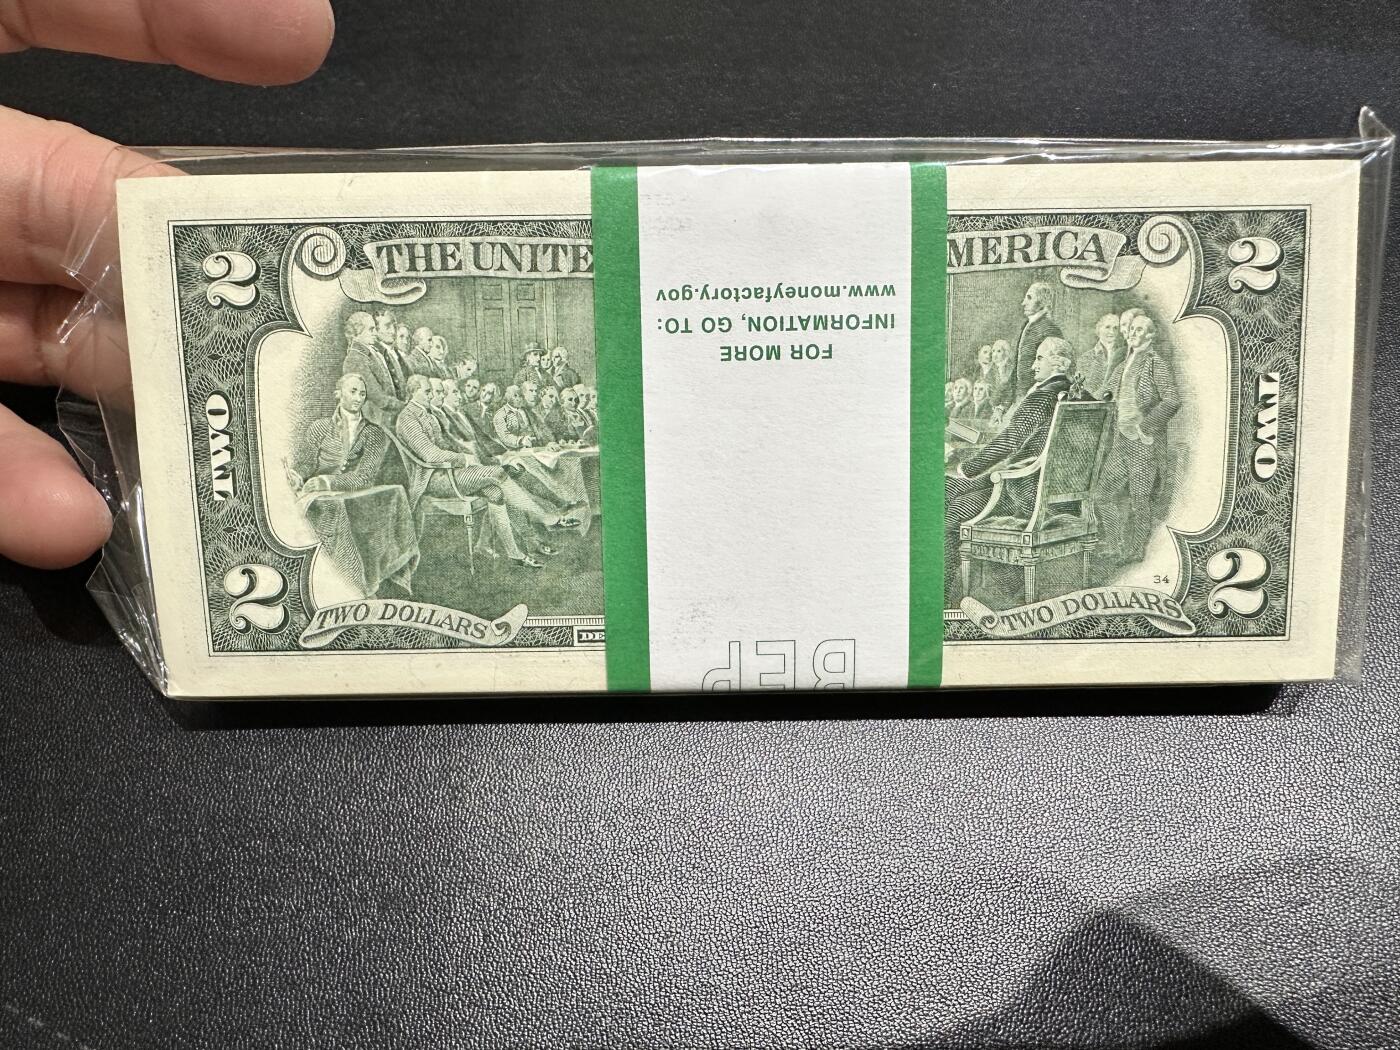 THE UNITE
MERICA
2
2
TWO
TWO
2
2
TWO DOLLARS
TWO DOLLARS
DE
34
BEP
FOR MORE
INFORMATION, GO TO:
www.moneyfactory.gov